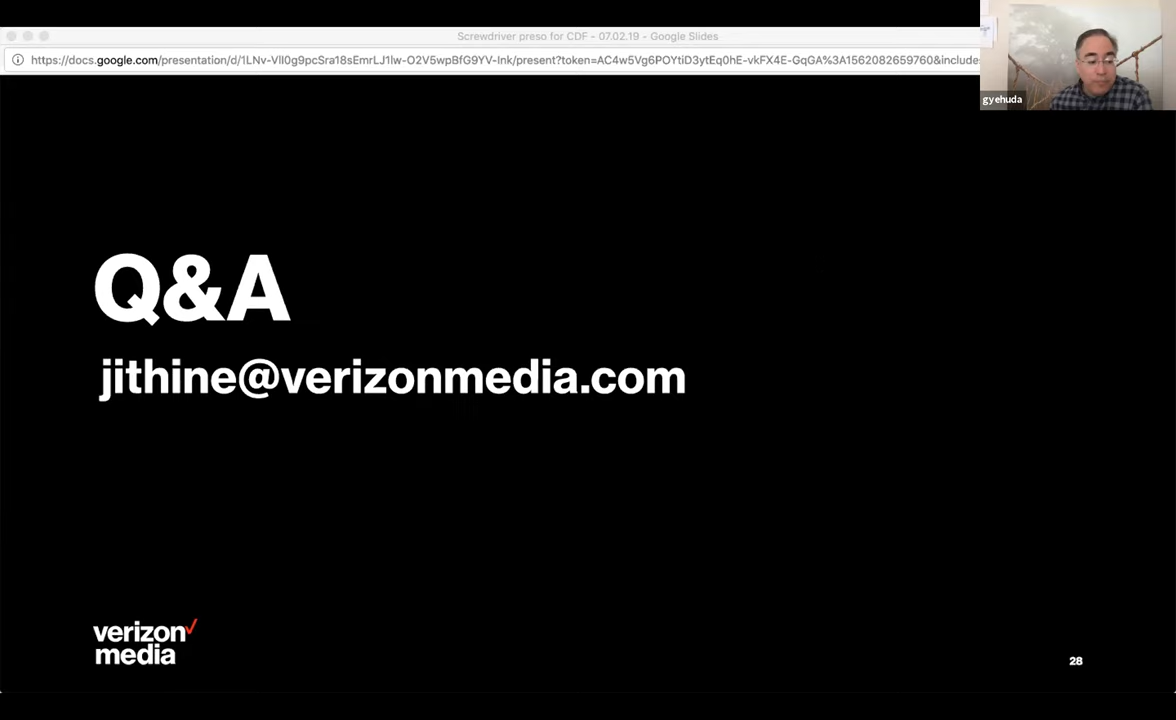 Screwdriver preso for CDF - 07.02.19 - Google Slides
https://docs.google.com/presentation/d/1LNv-Vll0g9pcSra18sEmrLJ1lw-O2V5wpBfG9YV-Ink/present?token=AC4w5Vg6POYtiD3ytEq0hE-vkFX4E-GqGA%3A1562082659760&include
gyehuda
Q&A
jithine@verizonmedia.com
verizon
media
28